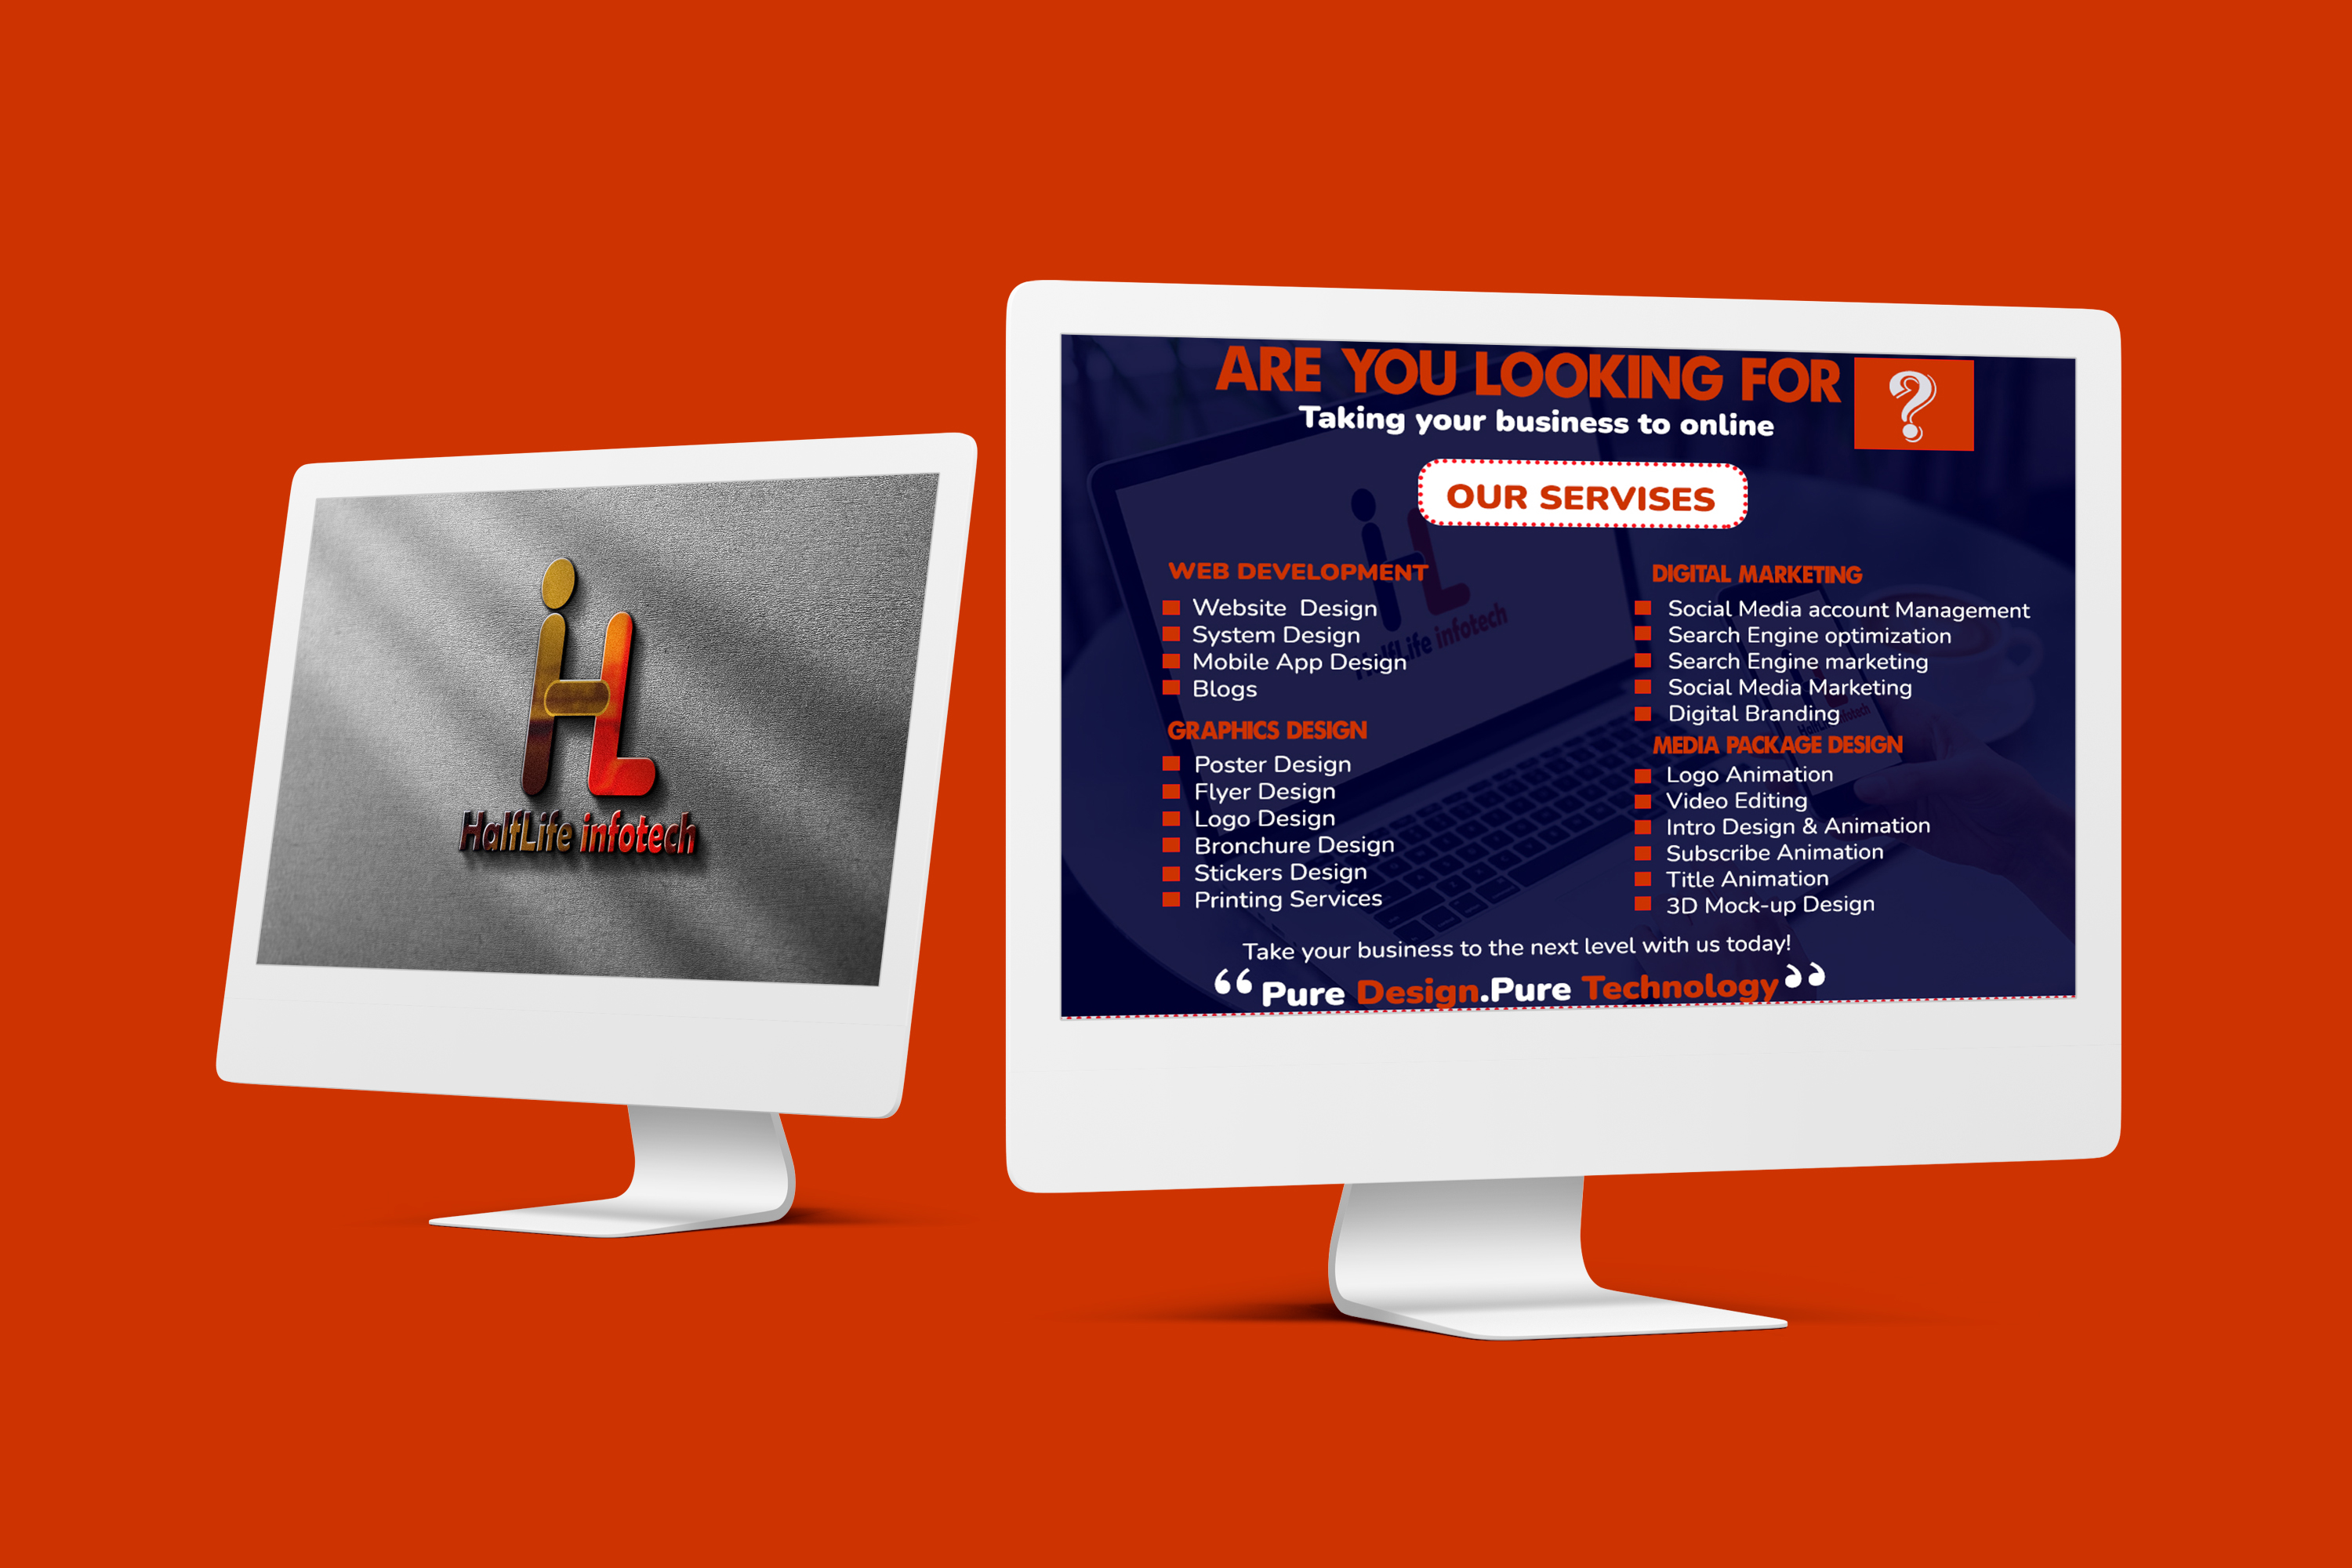 HalfLife infotech
ARE YOU LOOKING FOR ?
Taking your business to online
OUR SERVISES
WEB DEVELOPMENT
Website Design
System Design
Mobile App Design
Blogs
GRAPHICS DESIGN
Poster Design
Flyer Design
Logo Design
Bronchure Design
Stickers Design
Printing Services
DIGITAL MARKETING
Social Media account Management
Search Engine optimization
Search Engine marketing
Social Media Marketing
Digital Branding
MEDIA PACKAGE DESIGN
Logo Animation
Video Editing
Intro Design & Animation
Subscribe Animation
Title Animation
3D Mock-up Design
HalfLife infotech
HalfLife infotech
Take your business to the next level with us today!
“Pure Design.Pure Technology”